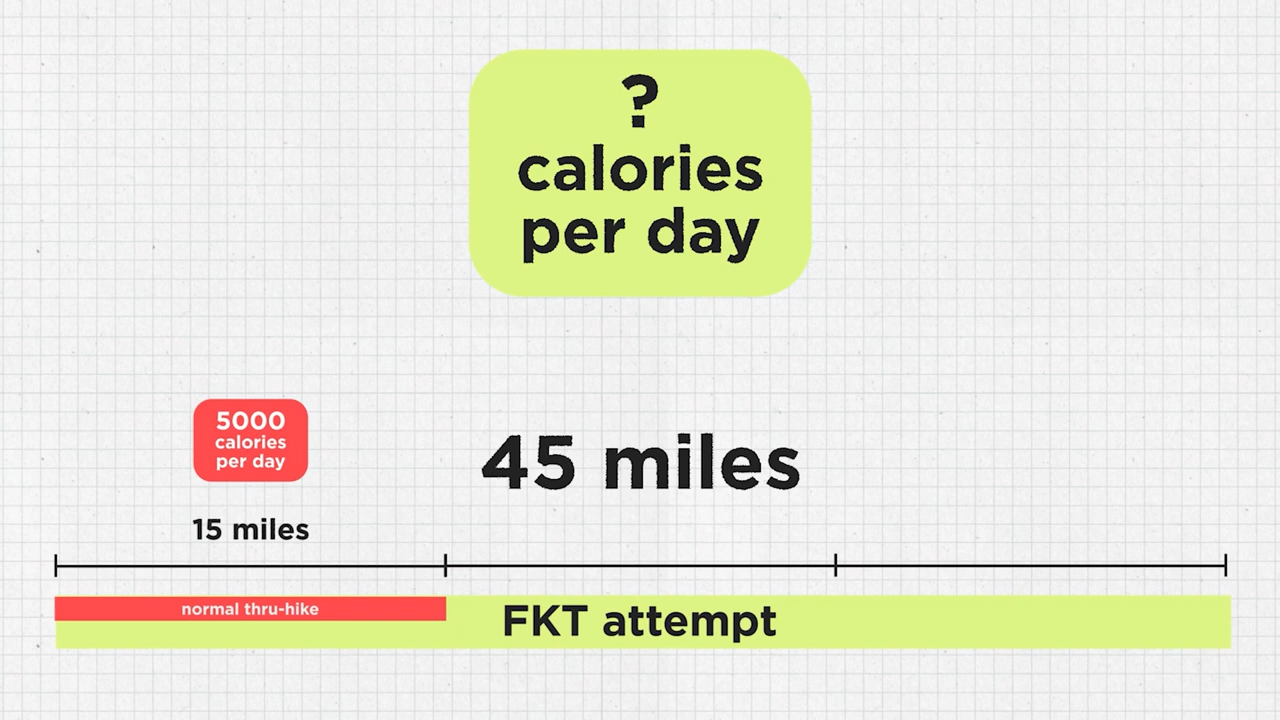 ?
calories
per day
5000
calories
per day
45 miles
15 miles
normal thru-hike
FKT attempt